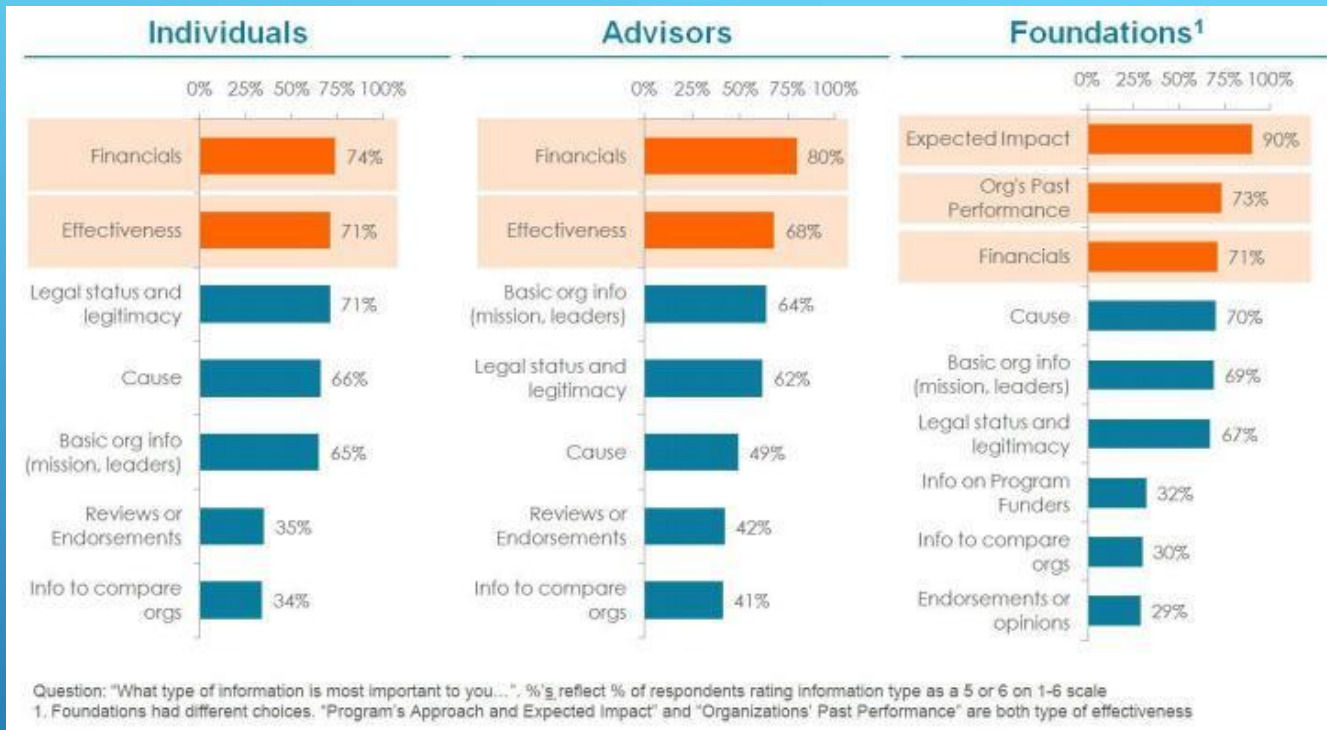 Individuals
0% 25% 50% 75% 100%
Financials 74%
Effectiveness 71%
Legal status and
legitimacy 71%
Cause 66%
Basic org info
(mission, leaders) 65%
Reviews or
Endorsements 35%
Info to compare
orgs 34%
Advisors
0% 25% 50% 75% 100%
Financials 80%
Effectiveness 68%
Basic org info
(mission, leaders) 64%
Legal status and
legitimacy 62%
Cause 49%
Reviews or
Endorsements 42%
Info to compare
orgs 41%
Foundations¹
0% 25% 50% 75% 100%
Expected Impact 90%
Org's Past
Performance 73%
Financials 71%
Cause 70%
Basic org info
(mission, leaders) 69%
Legal status and
legitimacy 67%
Info on Program
Funders 32%
Info to compare
orgs 30%
Endorsements or
opinions 29%
Question: "What type of information is most important to you...". %'s reflect % of respondents rating information type as a 5 or 6 on 1-6 scale
1. Foundations had different choices. "Program's Approach and Expected Impact" and "Organizations' Past Performance" are both type of effectiveness